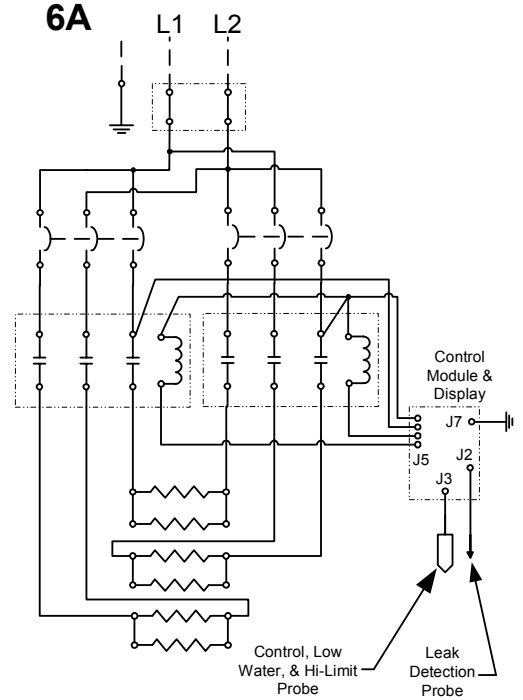 6A
L1 L2
Control
Module &
Display
J7
J5
J2
J3
Control, Low
Water, & Hi-Limit
Probe
Leak
Detection
Probe